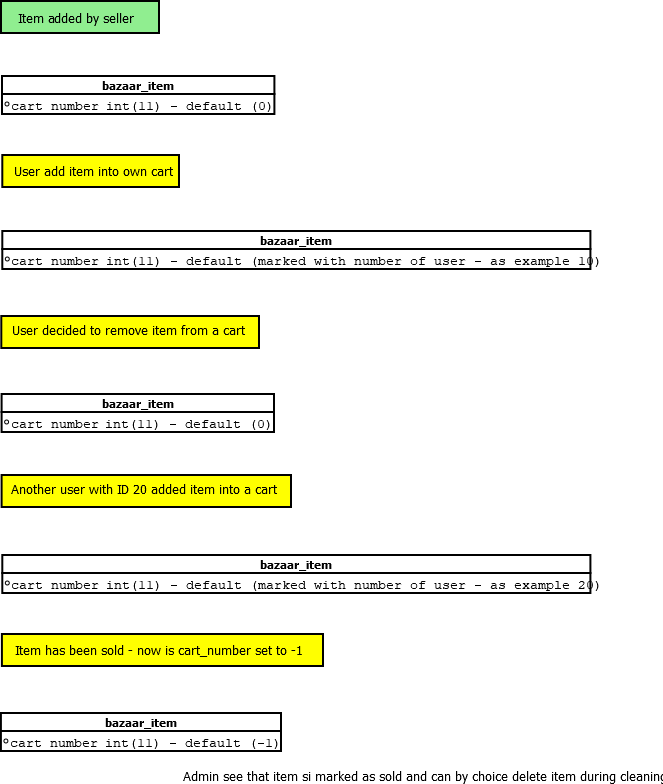 Item added by seller
bazaar_item
°cart number int(11) - default (0)
User add item into own cart
bazaar_item
°cart number int(11) - default (marked with number of user - as example 10)
User decided to remove item from a cart
bazaar_item
°cart number int(11) - default (0)
Another user with ID 20 added item into a cart
bazaar_item
°cart number int(11) - default (marked with number of user - as example 20)
Item has been sold - now is cart_number set to -1
bazaar_item
°cart number int(11) - default (-1)
Admin see that item si marked as sold and can by choice delete item during cleaning